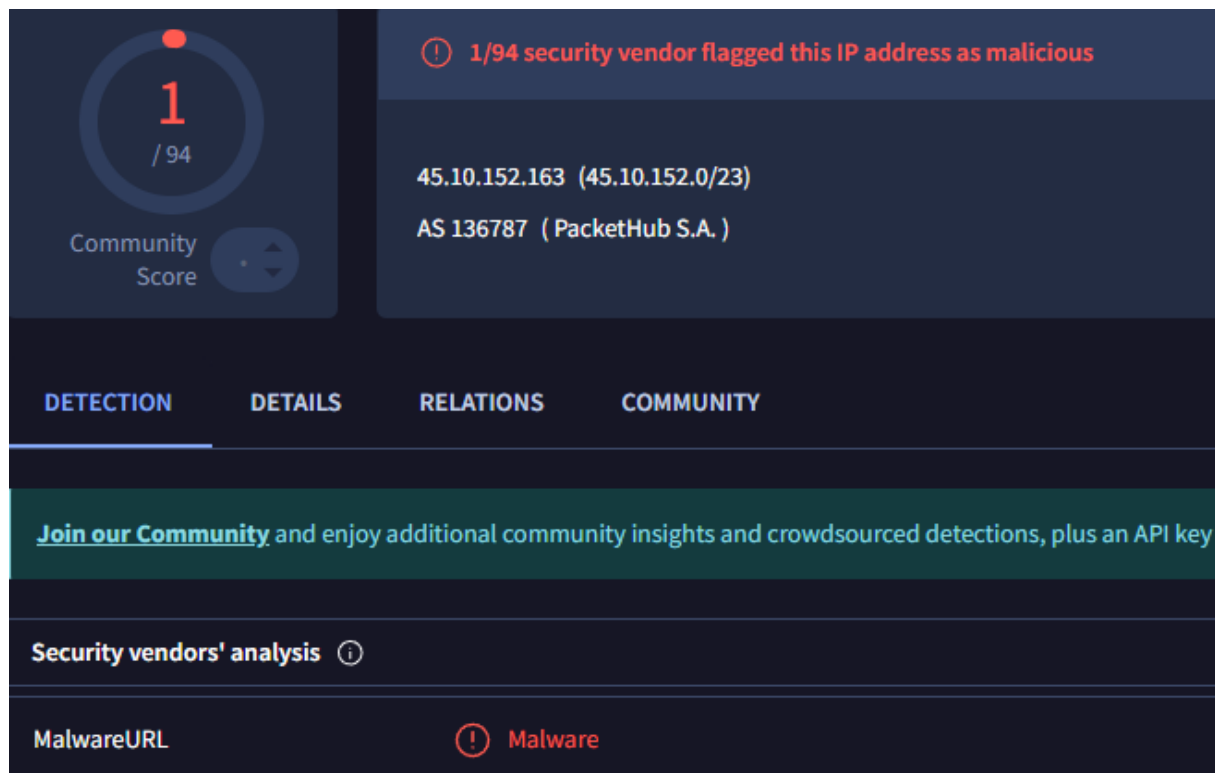 1
/ 94
Community
Score
1/94 security vendor flagged this IP address as malicious
45.10.152.163 (45.10.152.0/23)
AS 136787 ( PacketHub S.A. )
DETECTION DETAILS RELATIONS COMMUNITY
Join our Community and enjoy additional community insights and crowdsourced detections, plus an API key
Security vendors' analysis
MalwareURL Malware